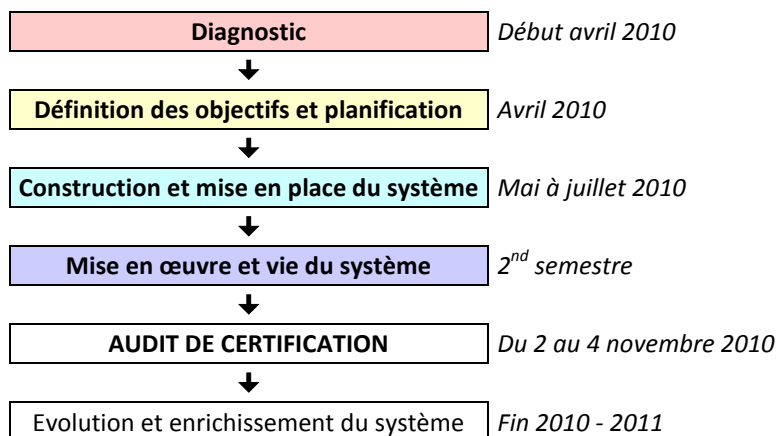 Diagnostic Début avril 2010
Définition des objectifs et planification Avril 2010
Construction et mise en place du système Mai à juillet 2010
Mise en œuvre et vie du système 2nd semestre
AUDIT DE CERTIFICATION Du 2 au 4 novembre 2010
Evolution et enrichissement du système Fin 2010 - 2011